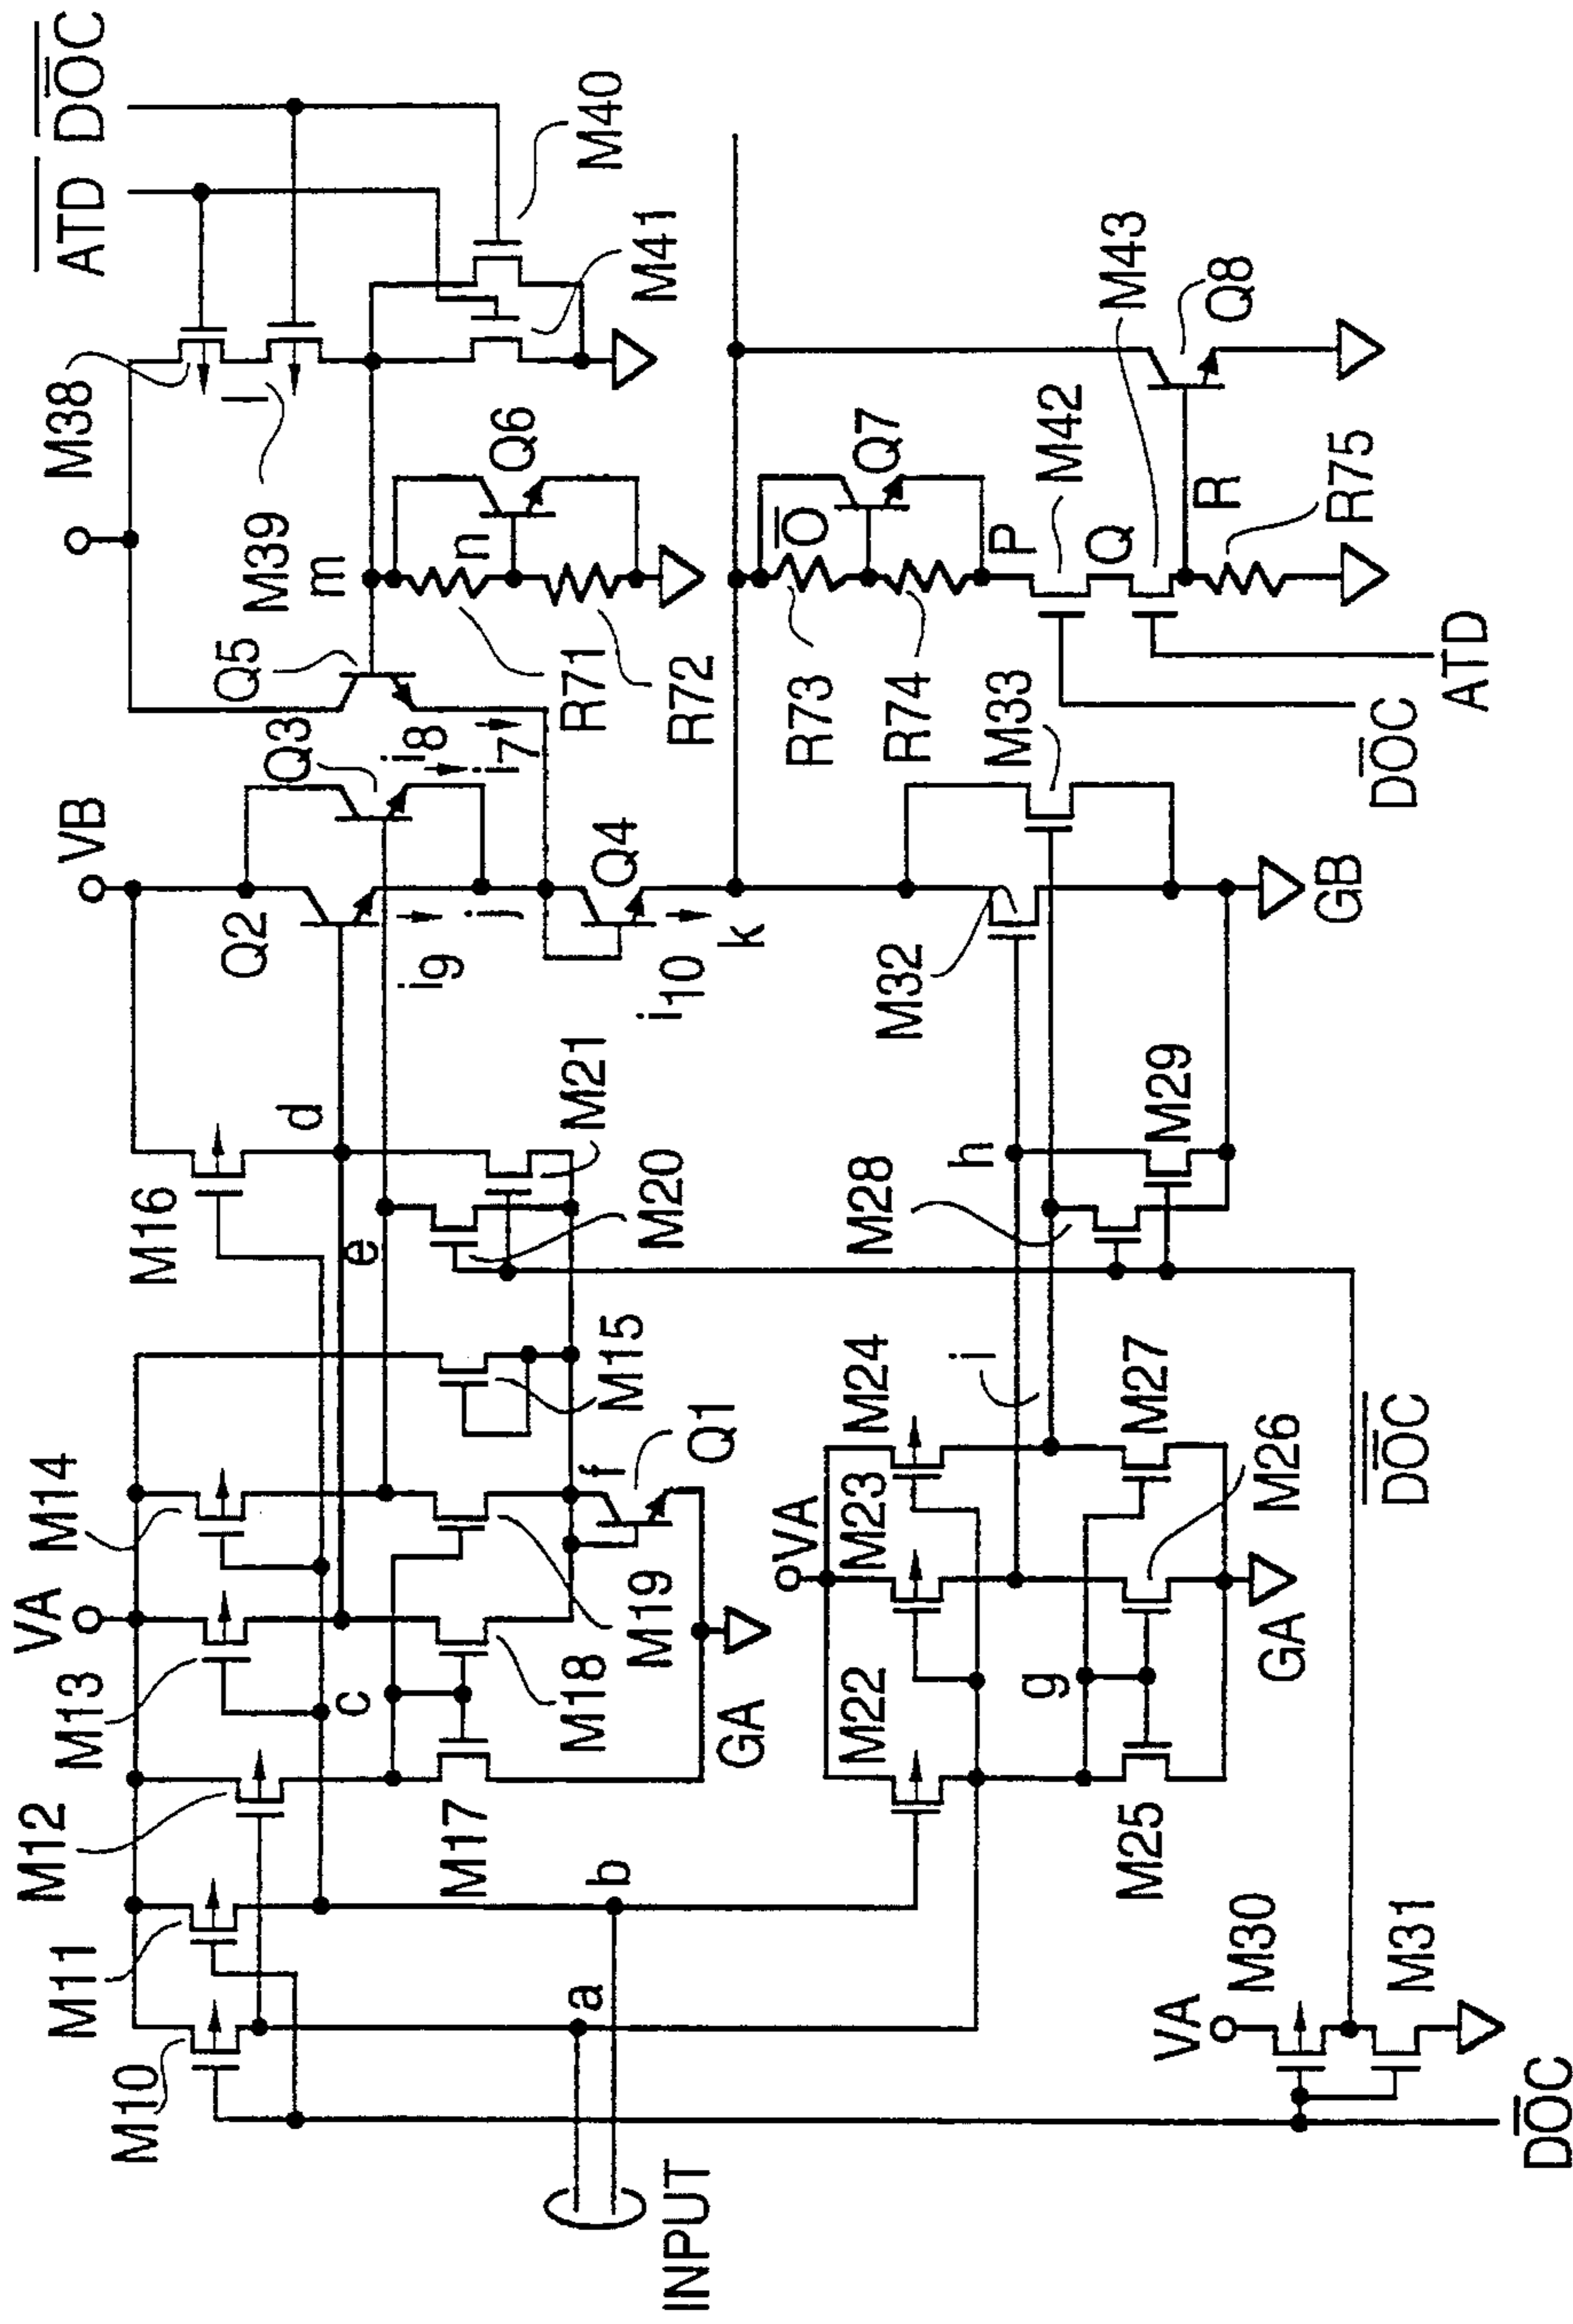 INPUT
M10
M11
M12
VA
M13
M14
M16
VB
Q2
Q3
Q5
M38
M39
ATD
DOC
M40
M41
a
b
c
d
e
f
M17
M18
M19
M15
M20
M21
Q1
GA
i9
j
i8
i7
Q4
i10
k
l
m
n
Q6
R71
R72
VA
M22
M23
M24
i
h
g
M25
M26
M27
GA
M28
M29
M32
M33
GB
O
Q7
R73
R74
P
M42
Q
M43
R
Q8
R75
DOC
ATD
VA
M30
M31
DOC
DOC